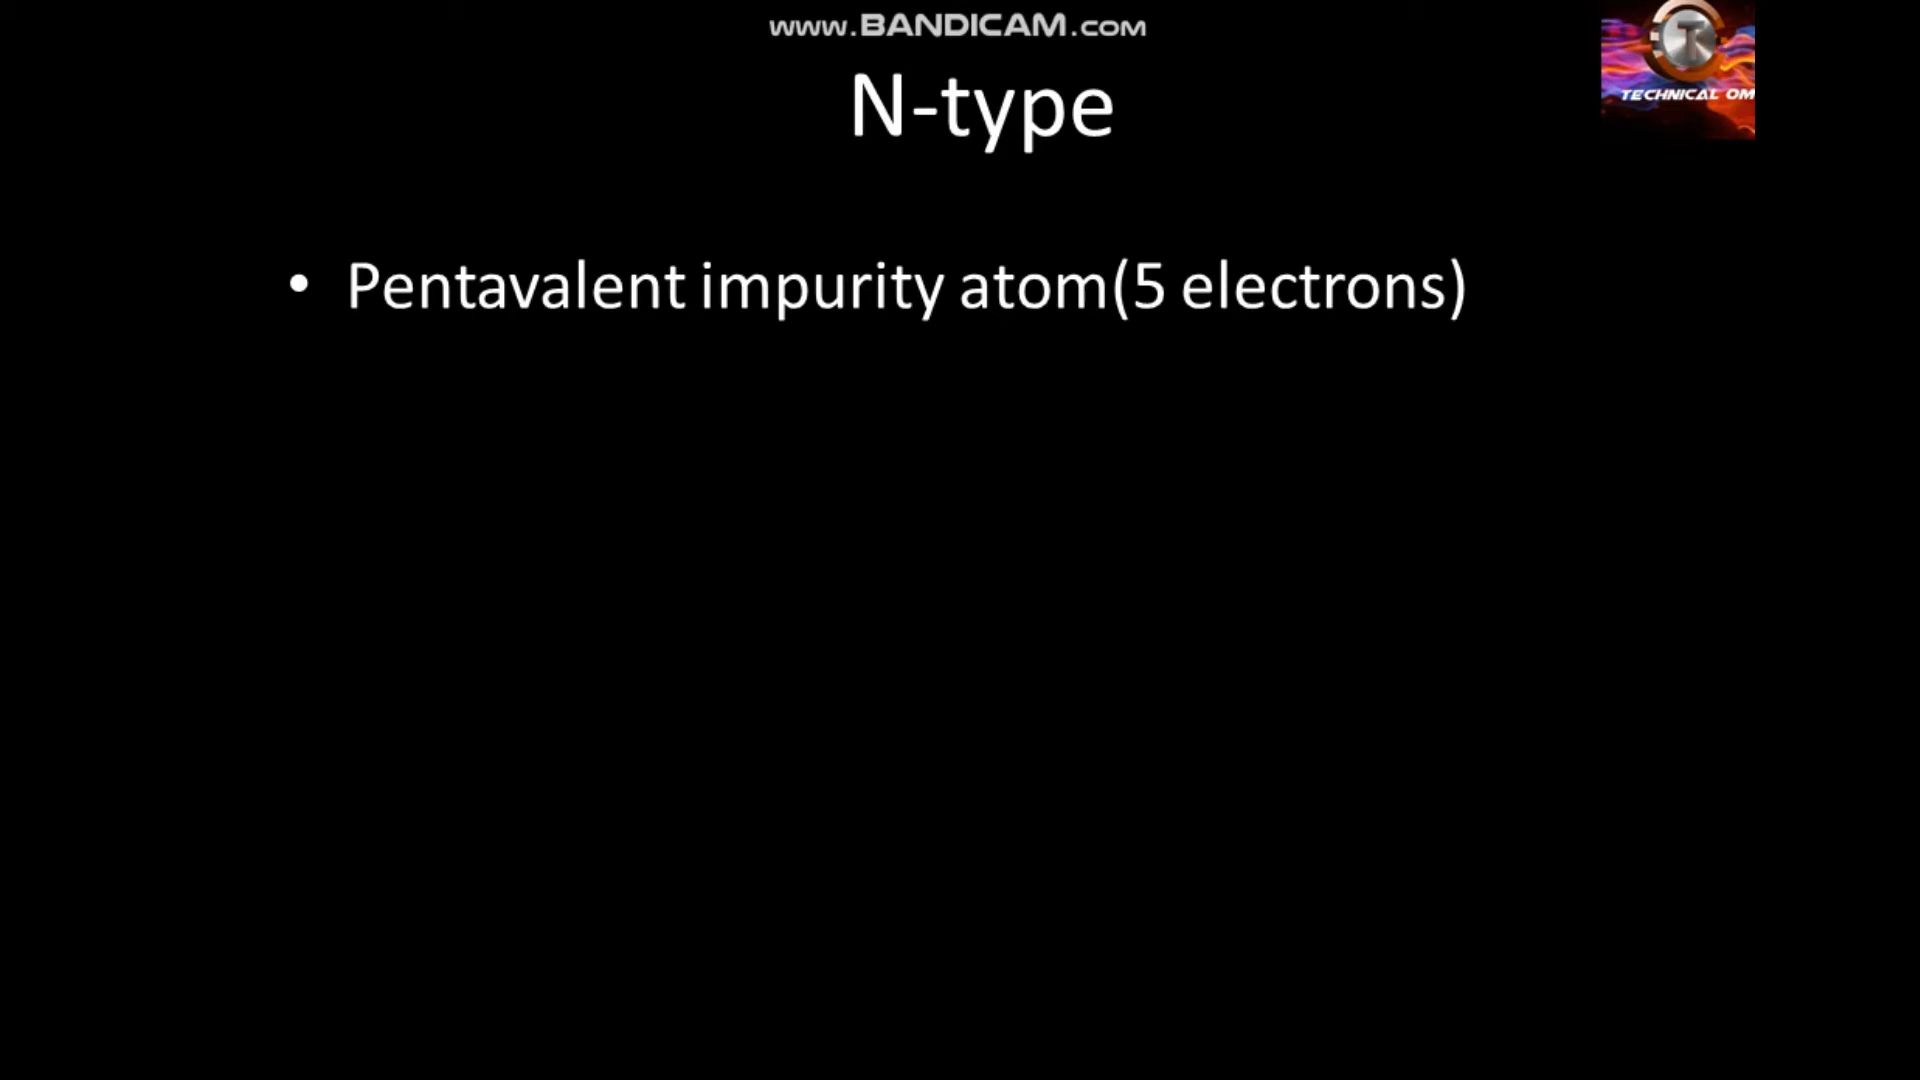 www.BANDICAM.com
N-type
TECHNICAL OM
• Pentavalent impurity atom(5 electrons)